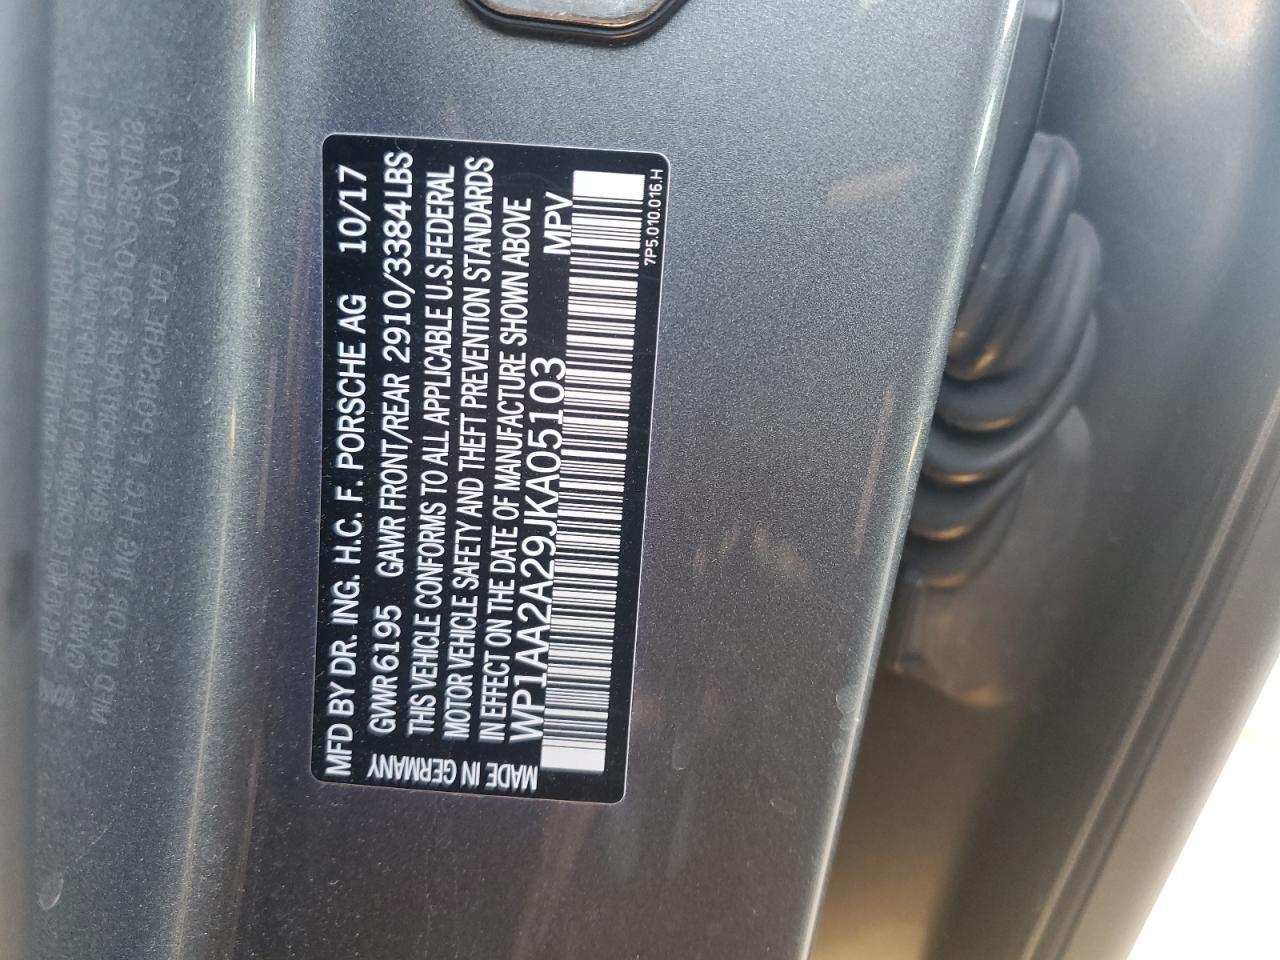 MFD BY DR. ING. H.C. F. PORSCHE AG 10/17
GVWR 6195 GAWR FRONT/REAR 2910/3384LBS
THIS VEHICLE CONFORMS TO ALL APPLICABLE U.S.FEDERAL
MOTOR VEHICLE SAFETY AND THEFT PREVENTION STANDARDS
IN EFFECT ON THE DATE OF MANUFACTURE SHOWN ABOVE
WP1AA2A29JKA05103 MPV
MADE IN GERMANY
7P5.010.016.H